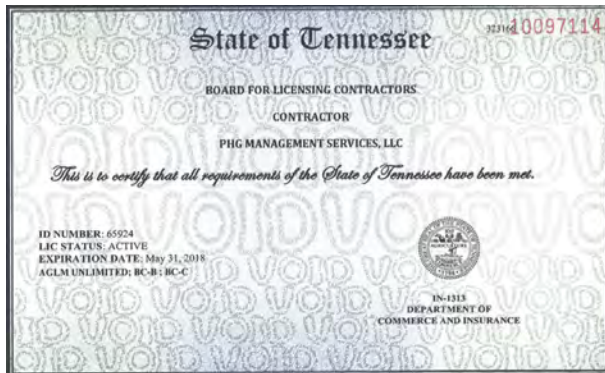 State of Tennessee
10097114
BOARD FOR LICENSING CONTRACTORS
CONTRACTOR
PHG MANAGEMENT SERVICES, LLC
This is to certify that all requirements of the State of Tennessee have been met.
ID NUMBER: 65924
LIC STATUS: ACTIVE
EXPIRATION DATE: May 31, 2018
AGLM UNLIMITED; BC-B ; BC-C
AGRICULTURE
IN-1313
DEPARTMENT OF
COMMERCE AND INSURANCE
VOID